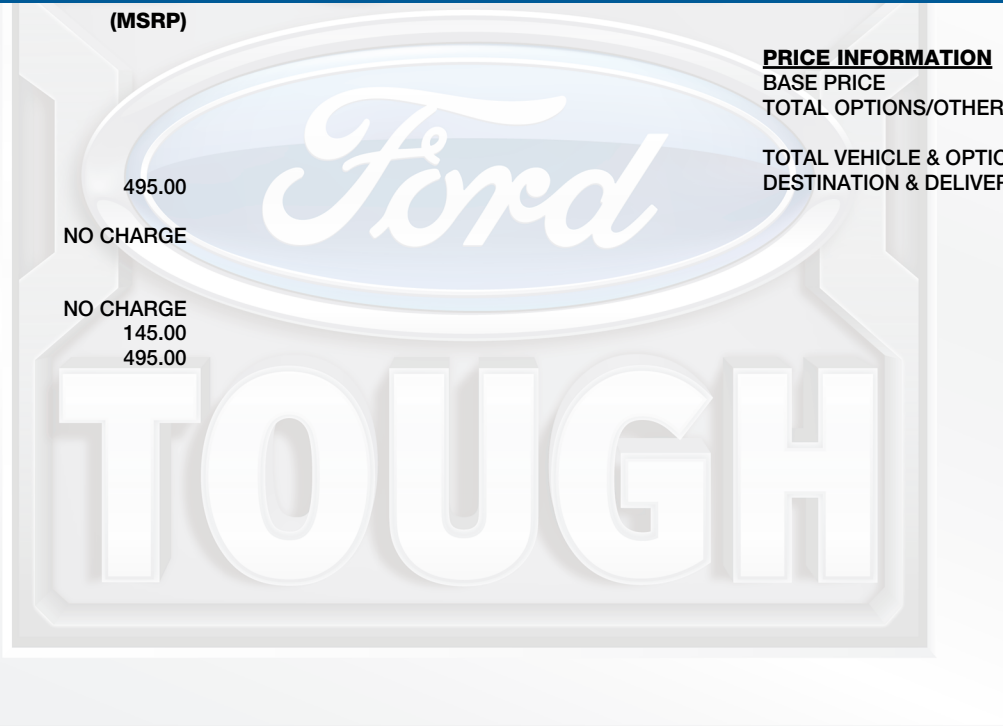 (MSRP)
495.00
NO CHARGE
NO CHARGE
145.00
495.00
PRICE INFORMATION
BASE PRICE
TOTAL OPTIONS/OTHER
TOTAL VEHICLE & OPTIO
DESTINATION & DELIVER
Ford
TOUGH